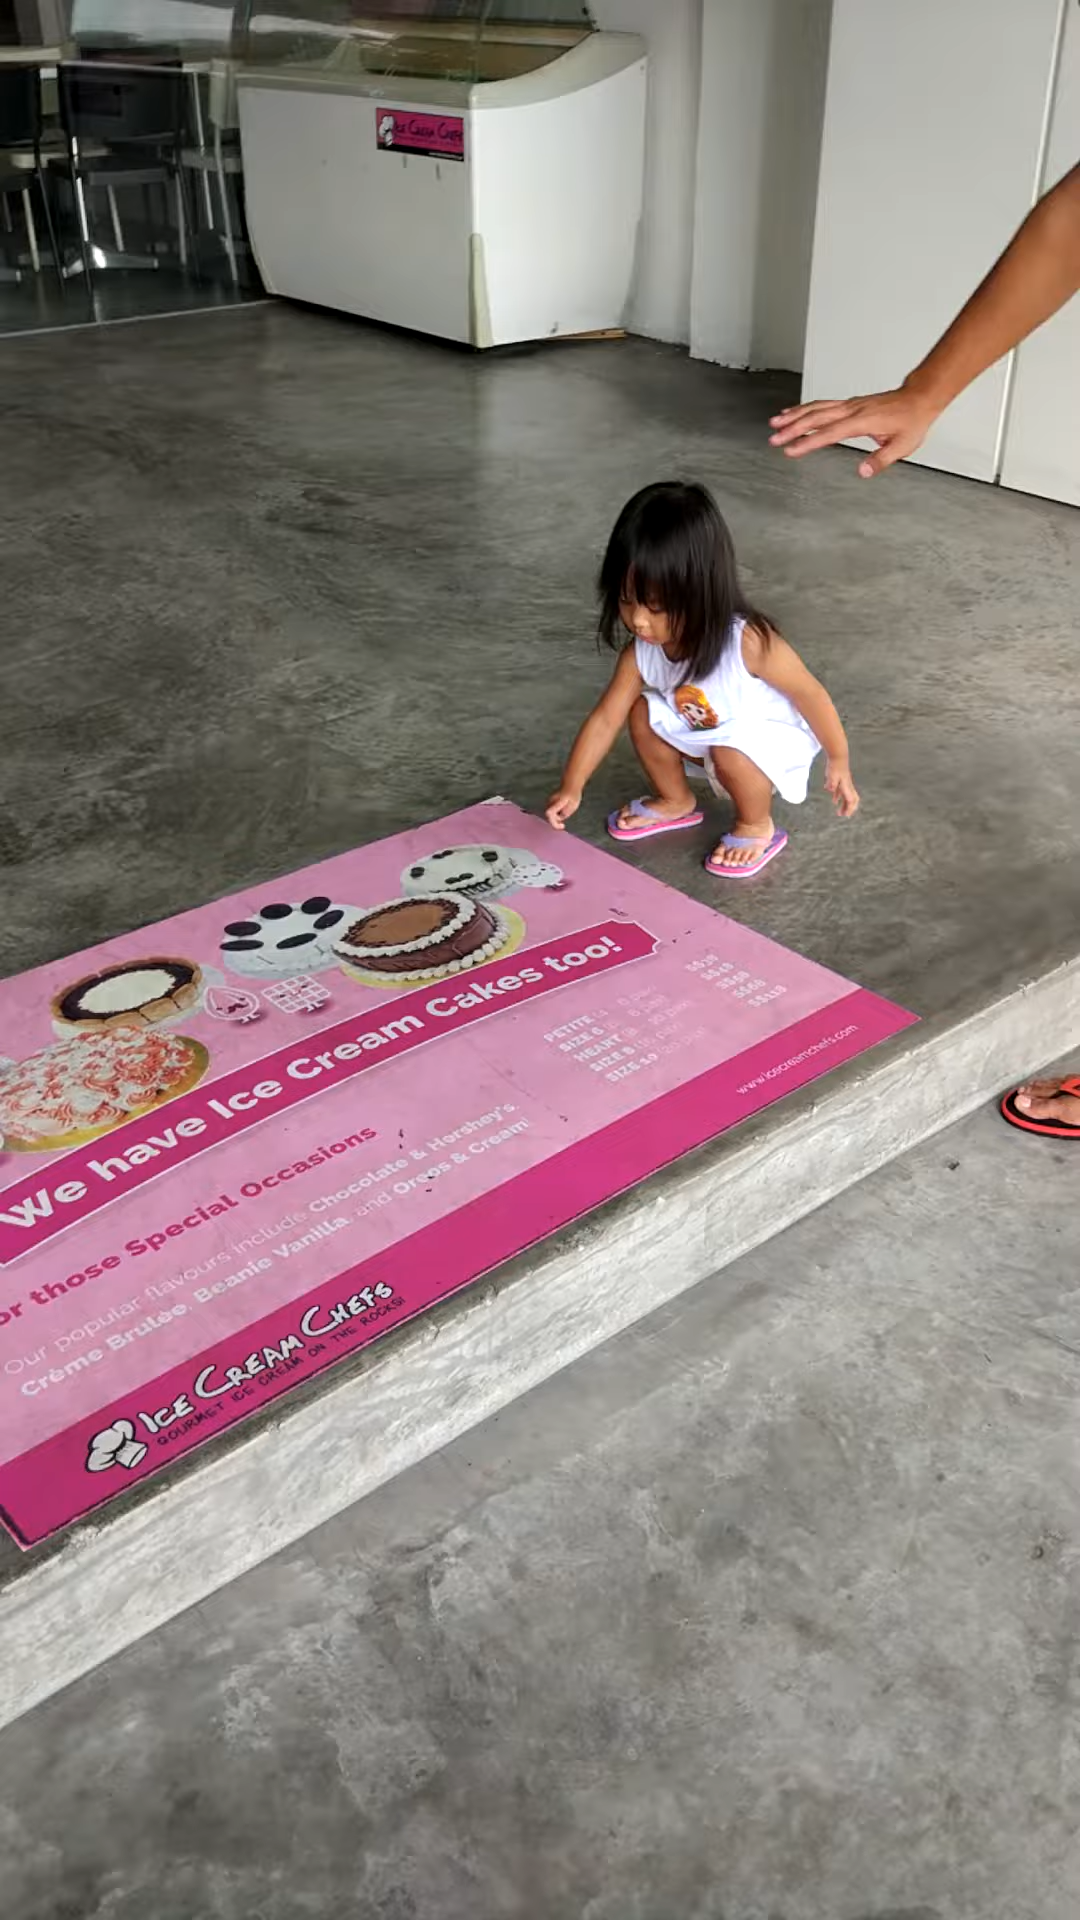 ICE CREAM CHEFS
We have Ice Cream Cakes too!
or those Special Occasions
Our popular flavours include Chocolate & Hershey's,
Crème Brulèe, Beanie Vanilla, and Oreos & Cream!
PETITE
SIZE 6
HEART
SIZE 8
SIZE 10
www.icecreamchefs.com
ICE CREAM CHEFS
GOURMET ICE CREAM ON THE ROCKS!